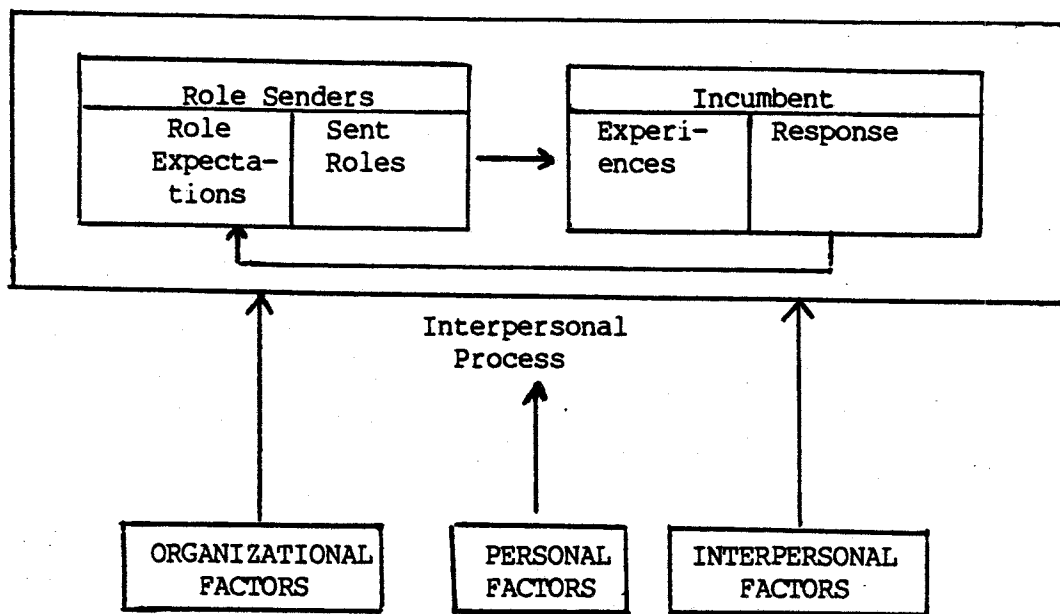 Role Senders
Role
Expecta-
tions
Sent
Roles
Incumbent
Experi-
ences
Response
Interpersonal
Process
ORGANIZATIONAL
FACTORS
PERSONAL
FACTORS
INTERPERSONAL
FACTORS